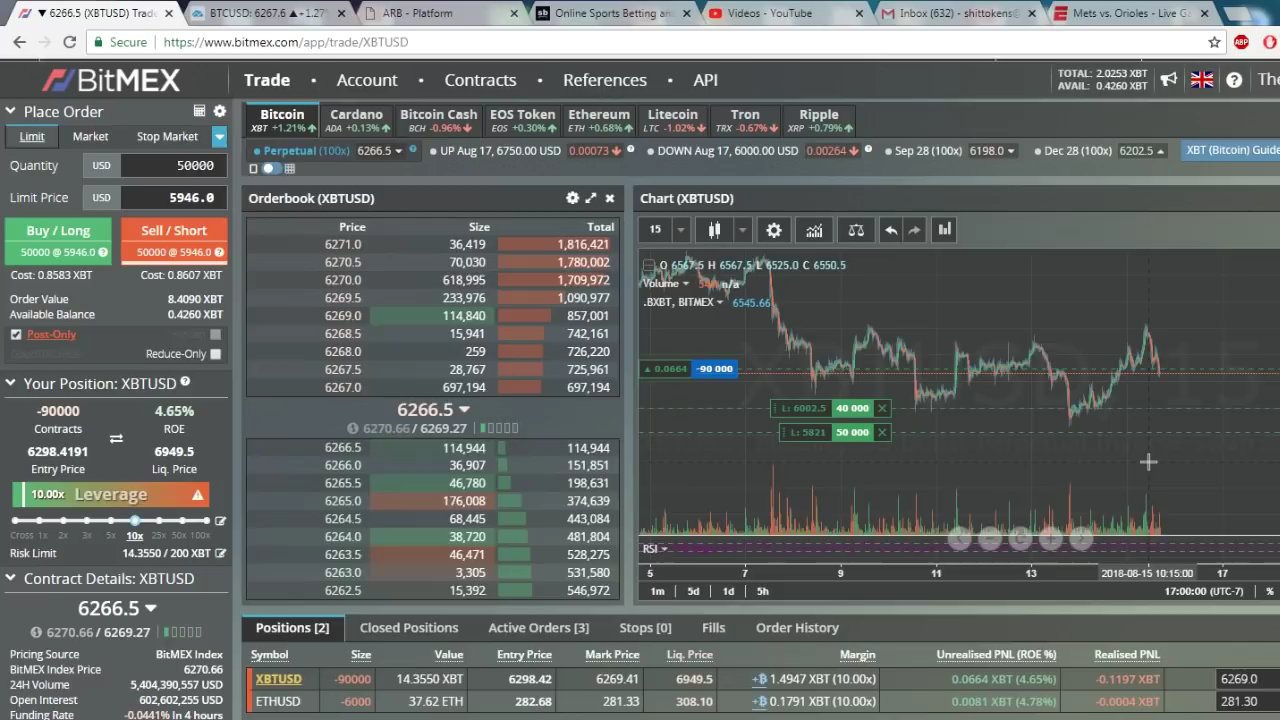 ▼ 6266.5 (XBTUSD) Trade
BTCUSD: 6267.6 ▲+1.27%
ARB - Platform
Online Sports Betting an
Videos - YouTube
Inbox (632) - shittokens@
Mets vs. Orioles - Live G
Secure
https://www.bitmex.com/app/trade/XBTUSD
ABP
BitMEX
Trade • Account • Contracts • References • API
TOTAL: 2.0253 XBT
AVAIL: 0.4260 XBT
The
Place Order
Limit Market Stop Market
Quantity USD 50000
Limit Price USD 5946.0
Buy / Long
50000 @ 5946.0
Sell / Short
50000 @ 5946.0
Cost: 0.8583 XBT Cost: 0.8607 XBT
Order Value 8.4090 XBT
Available Balance 0.4260 XBT
Post-Only
Reduce-Only
Your Position: XBTUSD
-90000 4.65%
Contracts ROE
6298.4191 6949.5
Entry Price Liq. Price
10.00x Leverage
Cross 1x 2x 3x 5x 10x 25x 50x 100x
Risk Limit 14.3550 / 200 XBT
Contract Details: XBTUSD
6266.5
6270.66 / 6269.27
Pricing Source BitMEX Index
BitMEX Index Price 6270.66
24H Volume 5,404,390,557 USD
Open Interest 602,602,255 USD
Funding Rate -0.0441% In 4 hours
Bitcoin
XBT +1.21%
Cardano
ADA +0.13%
Bitcoin Cash
BCH -0.96%
EOS Token
EOS +0.30%
Ethereum
ETH +0.68%
Litecoin
LTC -1.02%
Tron
TRX -0.67%
Ripple
XRP +0.79%
Perpetual (100x) 6266.5
UP Aug 17, 6750.00 USD 0.00073
DOWN Aug 17, 6000.00 USD 0.00264
Sep 28 (100x) 6198.0
Dec 28 (100x) 6202.5
XBT (Bitcoin) Guide
Orderbook (XBTUSD)
Price Size Total
6271.0 36,419 1,816,421
6270.5 70,030 1,780,002
6270.0 618,995 1,709,972
6269.5 233,976 1,090,977
6269.0 114,840 857,001
6268.5 15,941 742,161
6268.0 259 726,220
6267.5 28,767 725,961
6267.0 697,194 697,194
6266.5
6270.66 / 6269.27
6266.5 114,944 114,944
6266.0 36,907 151,851
6265.5 46,780 198,631
6265.0 176,008 374,639
6264.5 68,445 443,084
6264.0 38,720 481,804
6263.5 46,471 528,275
6263.0 3,305 531,580
6262.5 15,392 546,972
Chart (XBTUSD)
15
O 6567.5 H 6567.5 L 6525.0 C 6550.5
Volume n/a
.BXBT, BITMEX 6545.66
▲ 0.0664 -90 000
L: 6002.5 40 000
L: 5821 50 000
RSI
5 7 9 11 13 2018-08-15 10:15:00 17
1m 5d 1d 5h 17:00:00 (UTC-7) %
Positions [2] Closed Positions Active Orders [3] Stops [0] Fills Order History
Symbol Size Value Entry Price Mark Price Liq. Price Margin Unrealised PNL (ROE %) Realised PNL
XBTUSD -90000 14.3550 XBT 6298.42 6269.41 6949.5 1.4947 XBT (10.00x) 0.0664 XBT (4.65%) -0.1197 XBT 6269.0
ETHUSD -6000 37.62 ETH 282.68 281.33 308.10 0.1791 XBT (10.00x) 0.0081 XBT (4.78%) -0.0004 XBT 281.30